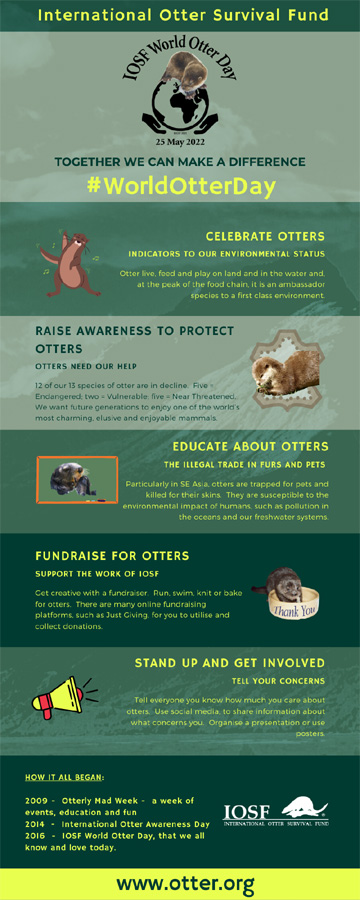 International Otter Survival Fund
IOSF World Otter Day
25 May 2022
TOGETHER WE CAN MAKE A DIFFERENCE
#WorldOtterDay
CELEBRATE OTTERS
INDICATORS TO OUR ENVIRONMENTAL STATUS
Otter live, food and play on land and in the water and,
at the peak of the food chain, it is an ambassador
species to a first class environment.
RAISE AWARENESS TO PROTECT
OTTERS
OTTERS NEED OUR HELP
12 of our 13 species of otter are in decline. Five =
Endangered; two = Vulnerable; five = Near Threatened.
We want future generations to enjoy one of the world's
most charming, elusive and enjoyable mammals.
EDUCATE ABOUT OTTERS
THE ILLEGAL TRADE IN FURS AND PETS
Particularly in SE Asia, otters are trapped for pets and
killed for their skins. They are susceptible to the
environmental impact of humans, such as pollution in
the oceans and our freshwater systems.
FUNDRAISE FOR OTTERS
SUPPORT THE WORK OF IOSF
Get creative with a fundraiser. Run, swim, knit or bake
for otters. There are many online fundraising
platforms, such as Just Giving, for you to utilise and
collect donations.
Thank You
STAND UP AND GET INVOLVED
TELL YOUR CONCERNS
Tell everyone you know how much you care about
otters. Use social media, to share information about
what concerns you. Organise a presentation or use
posters.
HOW IT ALL BEGAN:
2009 - Otterly Mad Week - a week of
events, education and fun
2014 - International Otter Awareness Day
2016 - IOSF World Otter Day, that we all
know and love today.
IOSF
INTERNATIONAL OTTER SURVIVAL FUND
www.otter.org